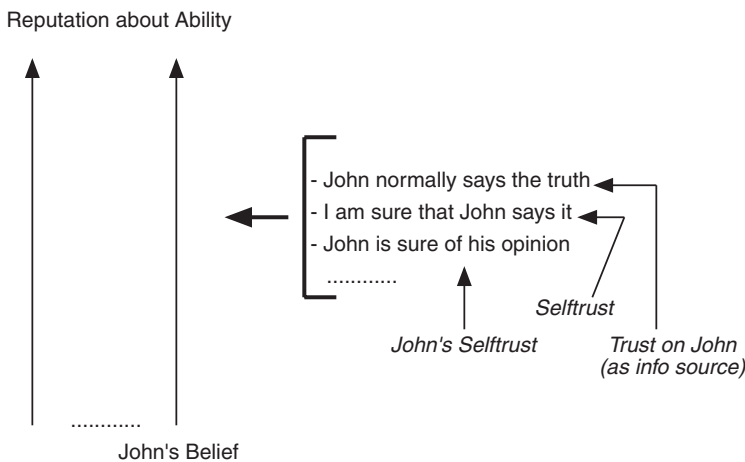 Reputation about Ability
- John normally says the truth
- I am sure that John says it
- John is sure of his opinion
............
Selftrust
John's Selftrust
Trust on John
(as info source)
............
John's Belief